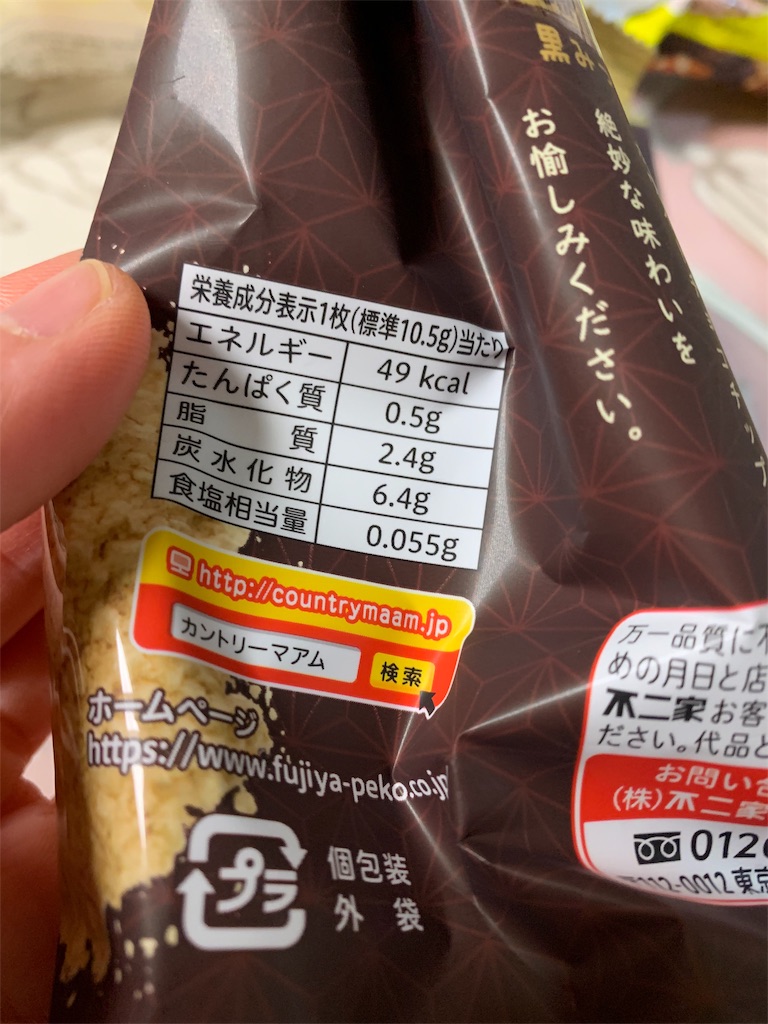 黒み
絶妙な味わいを
お愉しみください。
栄養成分表示1枚(標準10.5g)当たり
エネルギー 49 kcal
たんぱく質 0.5g
脂質 2.4g
炭水化物 6.4g
食塩相当量 0.055g
http://countrymaam.jp
カントリーマアム 検索
ホームページ
https://www.fujiya-peko.co.jp/
プラ
個包装
外袋
万一品質に不
めの月日と店
不二家お客
ださい。代品と
お問い合
(株)不二家
0120
〒112-0012 東京